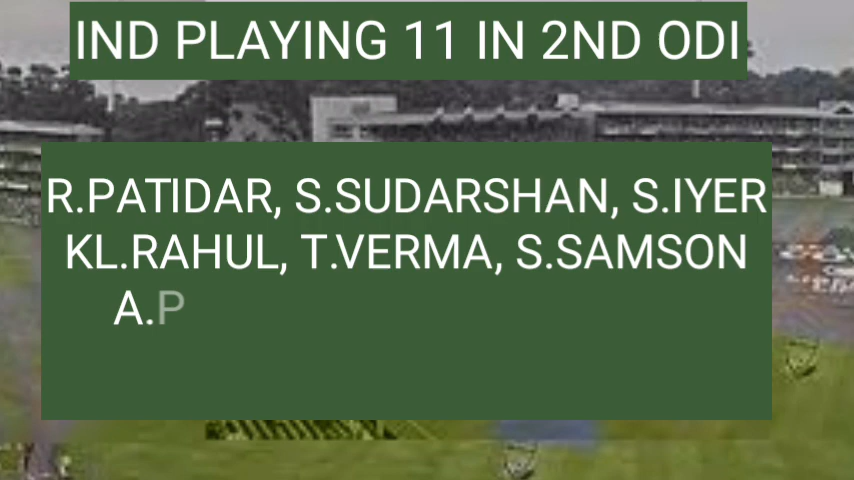 IND PLAYING 11 IN 2ND ODI
R.PATIDAR, S.SUDARSHAN, S.IYER
KL.RAHUL, T.VERMA, S.SAMSON
A.P